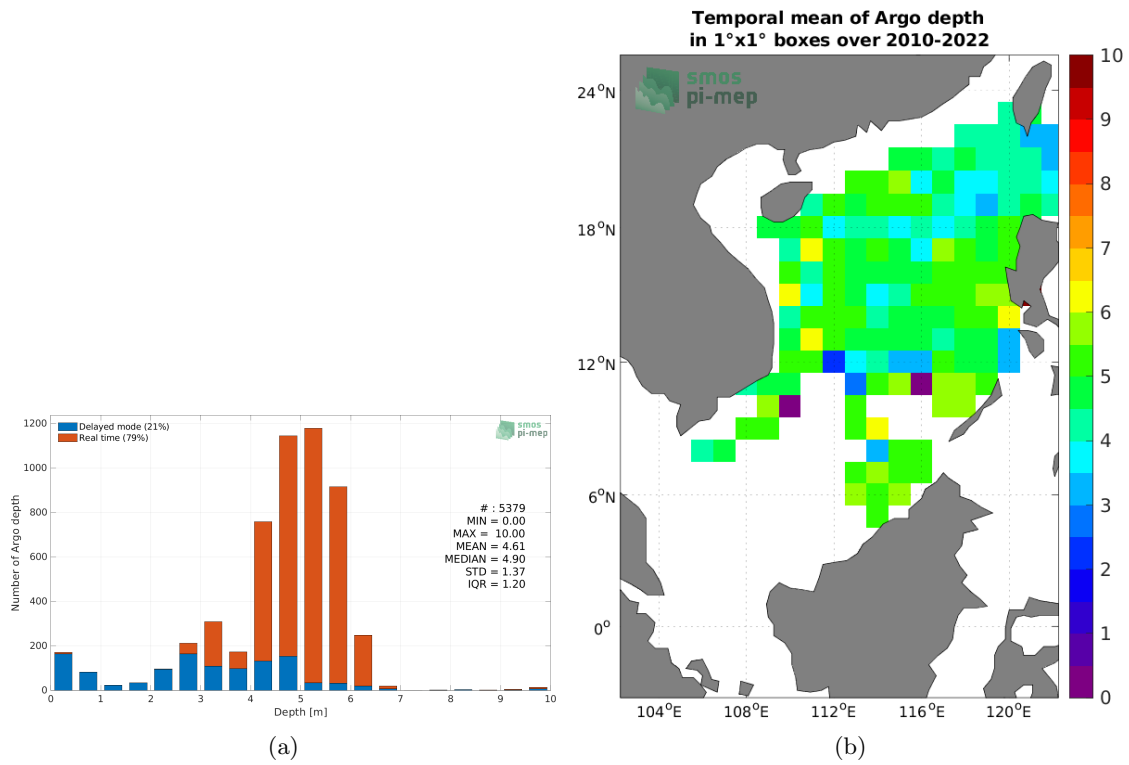 Temporal mean of Argo depth
in 1°x1° boxes over 2010-2022
smos
pi-mep
24°N
18°N
12°N
6°N
0°
104°E
108°E
112°E
116°E
120°E
10
9
8
7
6
5
4
3
2
1
0
Delayed mode (21%)
Real time (79%)
smos
pi-mep
# : 5379
MIN = 0.00
MAX = 10.00
MEAN = 4.61
MEDIAN = 4.90
STD = 1.37
IQR = 1.20
Number of Argo depth
1200
1000
800
600
400
200
0
0
1
2
3
4
5
6
7
8
9
10
Depth [m]
(a)
(b)